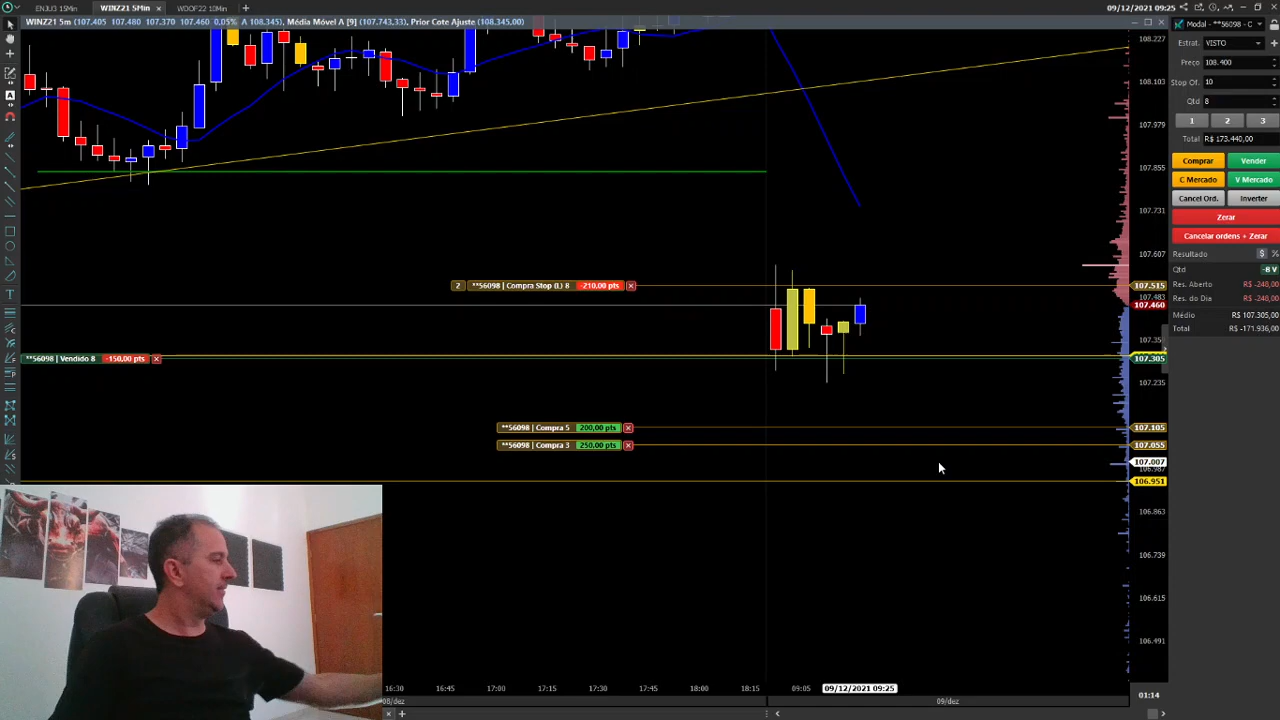 ENJU3 15Min
WINZ21 5Min
WDOF22 10Min
09/12/2021 09:25
WINZ21 5m (107.405 107.480 107.370 107.460 0,05% A 108.345), Média Móvel A [9] (107.743,33), Prior Cote Ajuste (108.345,00)
Modal - **56098 - C
Estrat. VISTO
Preço 108.400
Stop Of. 10
Qtd 8
1 2 3
Total R$ 173.440,00
Comprar Vender
C Mercado V Mercado
Cancel Ord. Inverter
Zerar
Cancelar ordens + Zerar
Resultado $ %
Qtd -8 V
Res. Aberto R$ -248,00
Res. do Dia R$ -248,00
Médio R$ 107.305,00
Total -171.936,00
108.227
108.103
107.979
107.855
107.731
107.607
107.515
107.483
107.460
107.35
107.305
107.235
107.105
107.055
107.007
106.951
106.863
106.739
106.615
106.491
2 **56098 | Compra Stop (L) 8 -210,00 pts
**56098 | Vendido 8 -150,00 pts
**56098 | Compra 5 200,00 pts
**56098 | Compra 3 250,00 pts
16:30 16:45 17:00 17:15 17:30 17:45 18:00 18:15 09:05 09/12/2021 09:25
08/dez 09/dez
01:14